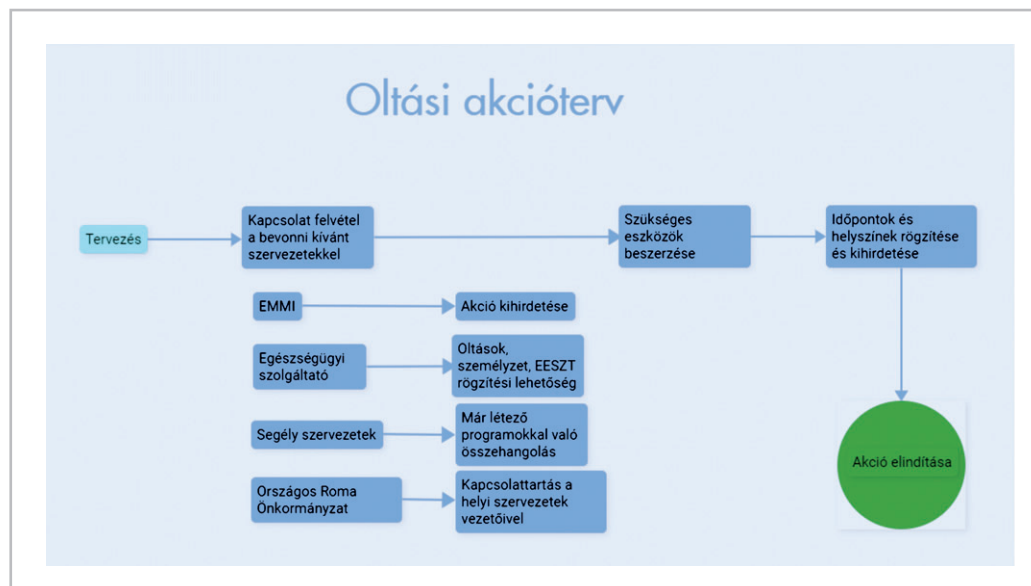 Oltási akcióterv
Tervezés
Kapcsolat felvétel
a bevonni kívánt
szervezetekkel
Szükséges
eszközök
beszerzése
Időpontok és
helyszínek rögzítése
és kihirdetése
EMMI
Akció kihirdetése
Egészségügyi
szolgáltató
Oltások,
személyzet, EESZT
rögzítési lehetőség
Segély szervezetek
Már létező
programokkal való
összehangolás
Országos Roma
Önkormányzat
Kapcsolattartás a
helyi szervezetek
vezetőivel
Akció elindítása